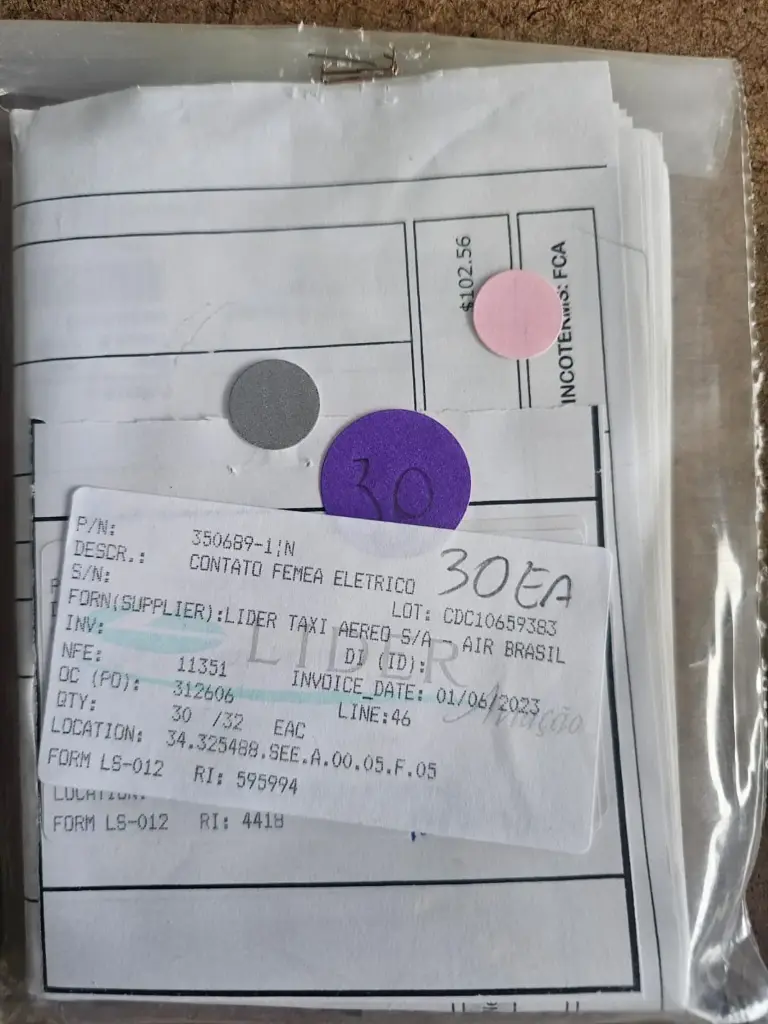 $102.56
INCOTERMS: FCA
30
P/N: 350689-1¦N
DESCR.: CONTATO FEMEA ELETRICO
30EA
S/N: LOT: CDC10659383
FORN(SUPPLIER):LIDER TAXI AEREO S/A - AIR BRASIL
INV: DI (ID):
NFE: 11351 INVOICE_DATE: 01/06/2023
OC (PO): 312606 LINE:46
QTY: 30 /32 EAC
LOCATION: 34.325488.SEE.A.00.05.F.05
FORM LS-012 RI: 595994
LIDER
Aviação
LOCATION:
FORM LS-012 RI: 4418